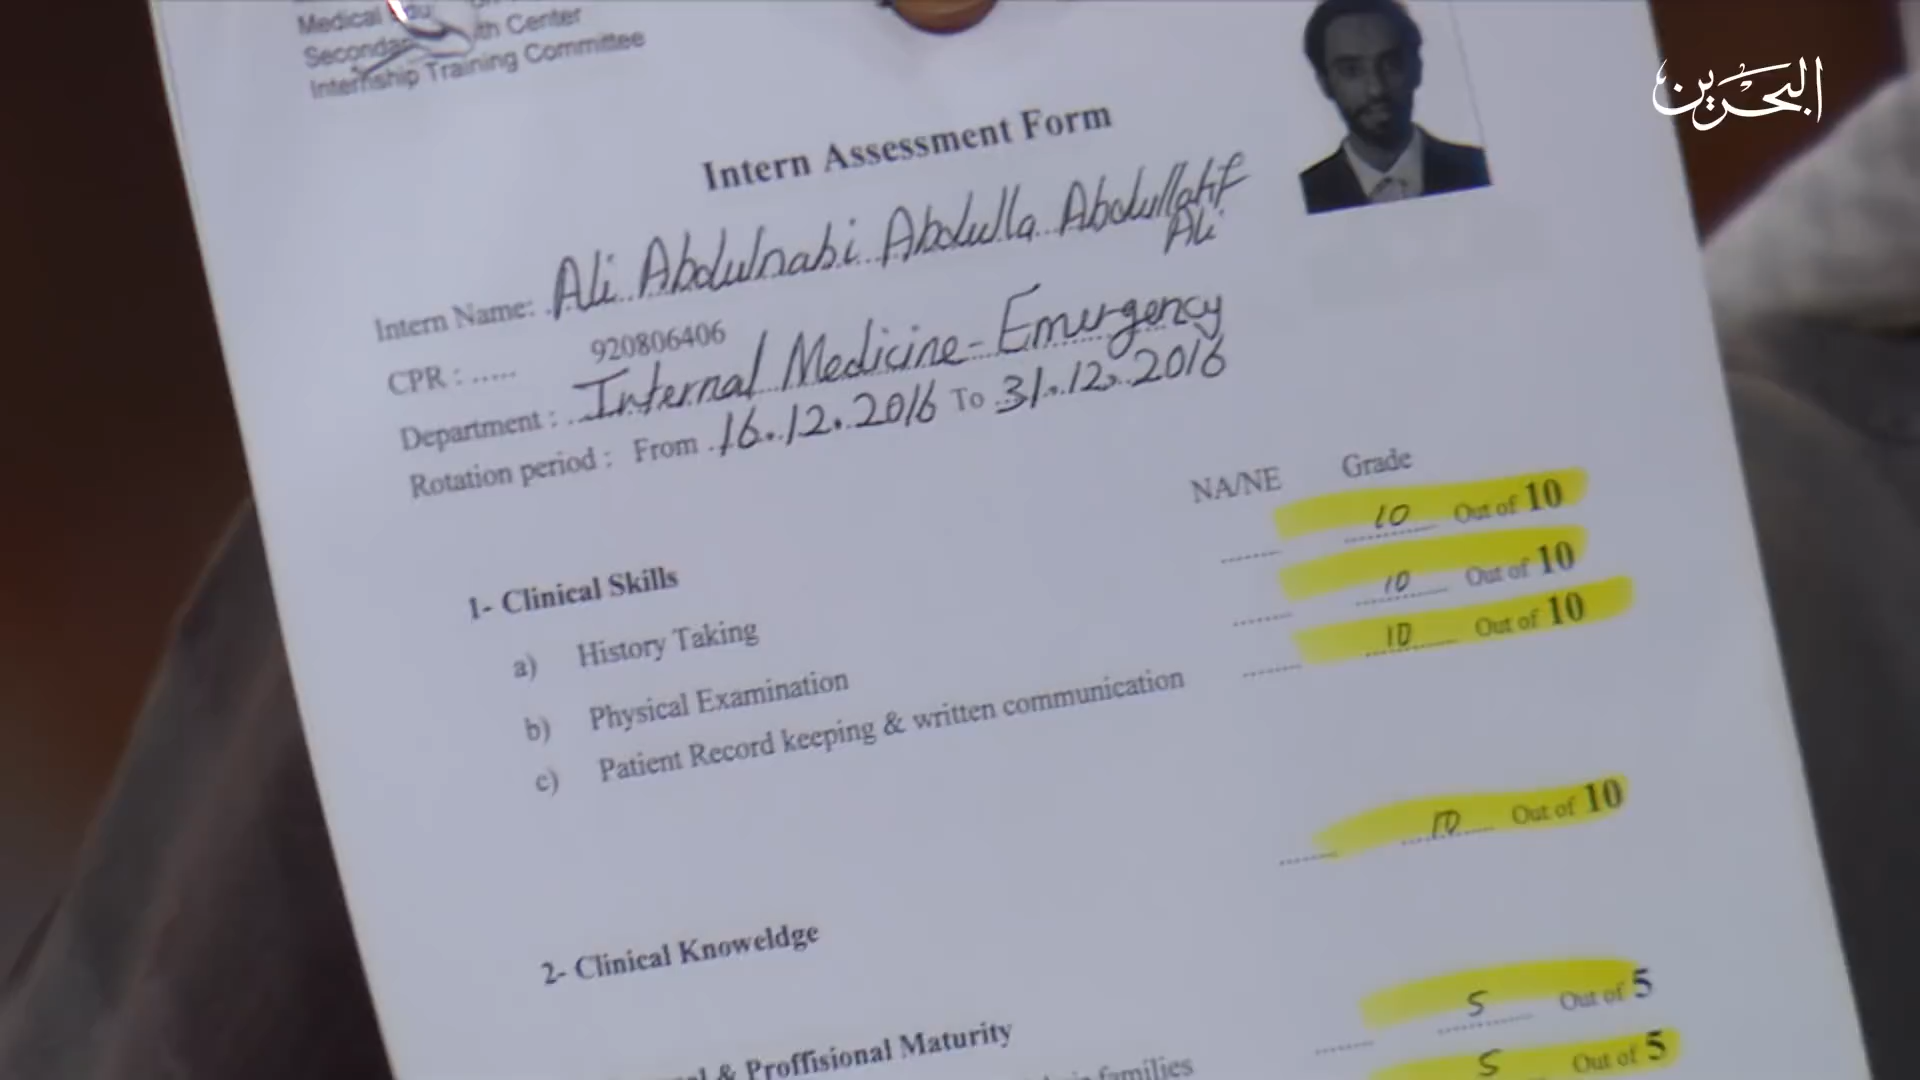 Medical
Center
Internship Training Committee
البحرين
Intern Assessment Form
Intern Name: Ali Abdulnabi Abdulla Abdullatif
Ali
CPR : ..... 920806406
Department : Internal Medicine - Emergency
Rotation period : From 16.12.2016 To 31.12.2016
NA/NE Grade
10 Out of 10
10 Out of 10
10 Out of 10
1- Clinical Skills
a) History Taking
b) Physical Examination
c) Patient Record keeping & written communication
10 Out of 10
2- Clinical Knoweldge
5 Out of 5
& Proffisional Maturity
5 Out of 5
families